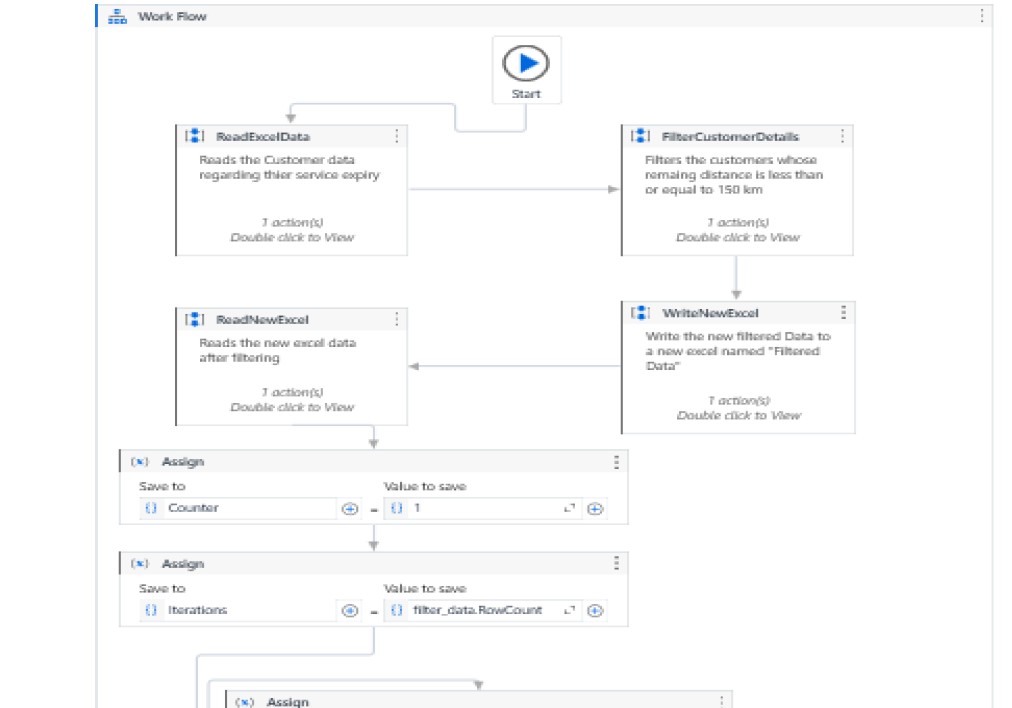 Work Flow
Start
ReadExcelData
Reads the Customer data
regarding thier service expiry
1 action(s)
Double click to View
FilterCustomerDetails
Filters the customers whose
remaing distance is less than
or equal to 150 km
1 action(s)
Double click to View
WriteNewExcel
Write the new filtered Data to
a new excel named "Filtered
Data"
1 action(s)
Double click to View
ReadNewExcel
Reads the new excel data
after filtering
1 action(s)
Double click to View
(x) Assign
Save to
Value to save
{} Counter
=
{} 1
(x) Assign
Save to
Value to save
{} Iterations
=
{} filter_data.RowCount
(x) Assign